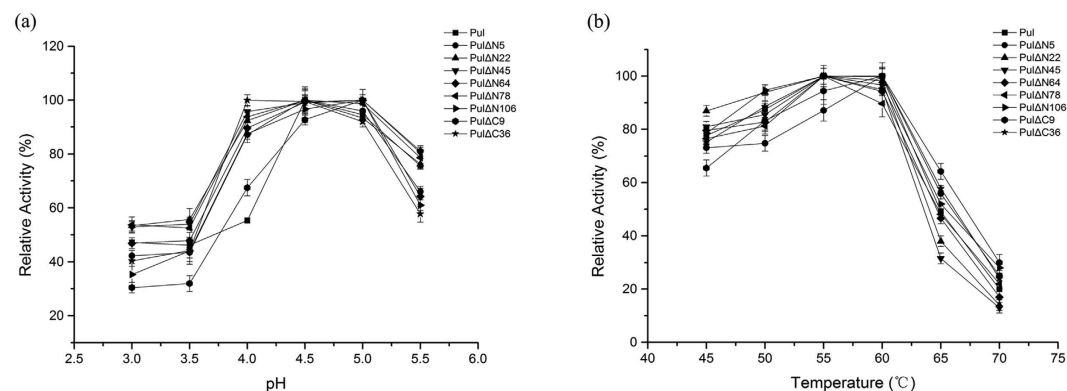 (a)
120
100
80
60
40
20
Relative Activity (%)
2.5 3.0 3.5 4.0 4.5 5.0 5.5 6.0
pH
Pul
PulΔN5
PulΔN22
PulΔN45
PulΔN64
PulΔN78
PulΔN106
PulΔC9
PulΔC36
(b)
100
80
60
40
20
0
Relative Activity (%)
40 45 50 55 60 65 70 75
Temperature (℃)
Pul
PulΔN5
PulΔN22
PulΔN45
PulΔN64
PulΔN78
PulΔN106
PulΔC9
PulΔC36